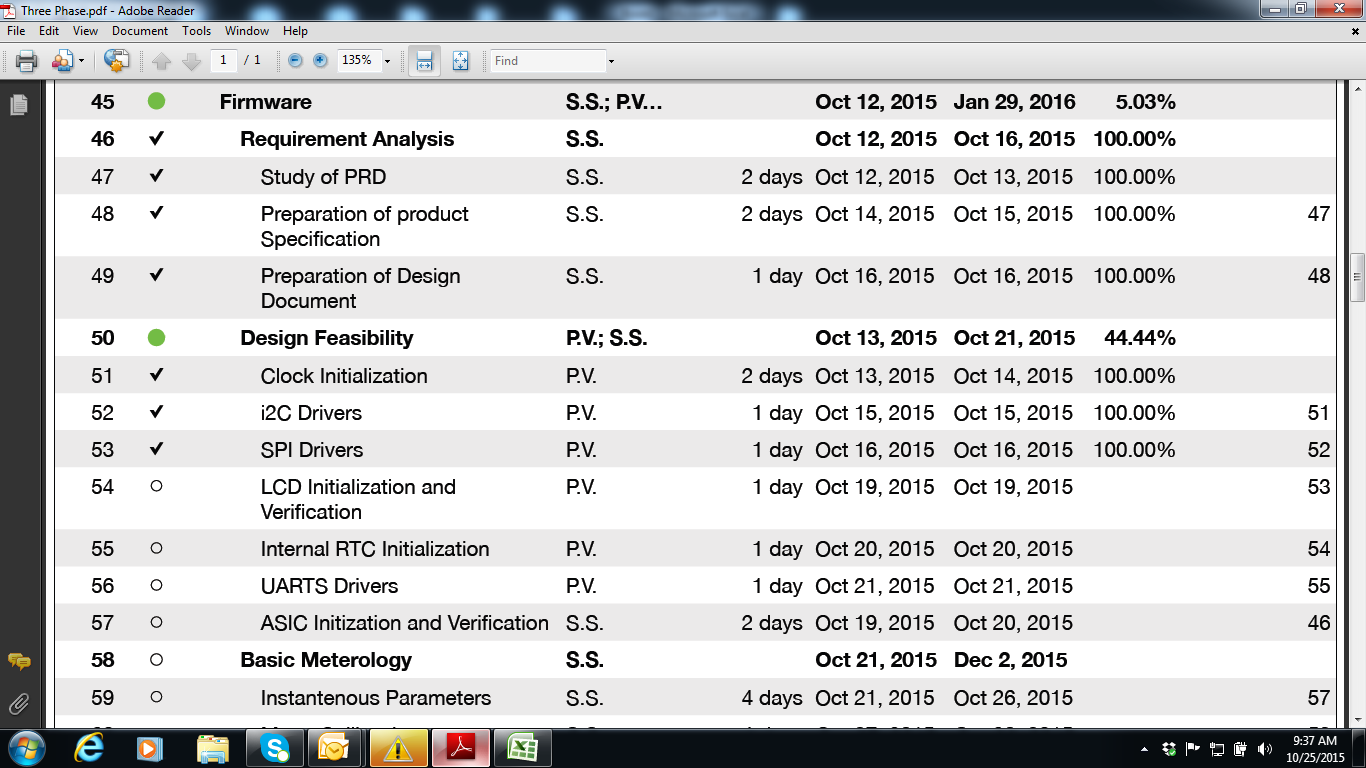 Three Phase.pdf - Adobe Reader
File Edit View Document Tools Window Help
1 / 1 135% Find
45 Firmware S.S.; P.V... Oct 12, 2015 Jan 29, 2016 5.03%
46 Requirement Analysis S.S. Oct 12, 2015 Oct 16, 2015 100.00%
47 Study of PRD S.S. 2 days Oct 12, 2015 Oct 13, 2015 100.00%
48 Preparation of product S.S. 2 days Oct 14, 2015 Oct 15, 2015 100.00% 47
Specification
49 Preparation of Design S.S. 1 day Oct 16, 2015 Oct 16, 2015 100.00% 48
Document
50 Design Feasibility P.V.; S.S. Oct 13, 2015 Oct 21, 2015 44.44%
51 Clock Initialization P.V. 2 days Oct 13, 2015 Oct 14, 2015 100.00%
52 i2C Drivers P.V. 1 day Oct 15, 2015 Oct 15, 2015 100.00% 51
53 SPI Drivers P.V. 1 day Oct 16, 2015 Oct 16, 2015 100.00% 52
54 LCD Initialization and P.V. 1 day Oct 19, 2015 Oct 19, 2015 53
Verification
55 Internal RTC Initialization P.V. 1 day Oct 20, 2015 Oct 20, 2015 54
56 UARTS Drivers P.V. 1 day Oct 21, 2015 Oct 21, 2015 55
57 ASIC Initization and Verification S.S. 2 days Oct 19, 2015 Oct 20, 2015 46
58 Basic Meterology S.S. Oct 21, 2015 Dec 2, 2015
59 Instantenous Parameters S.S. 4 days Oct 21, 2015 Oct 26, 2015 57
9:37 AM
10/25/2015